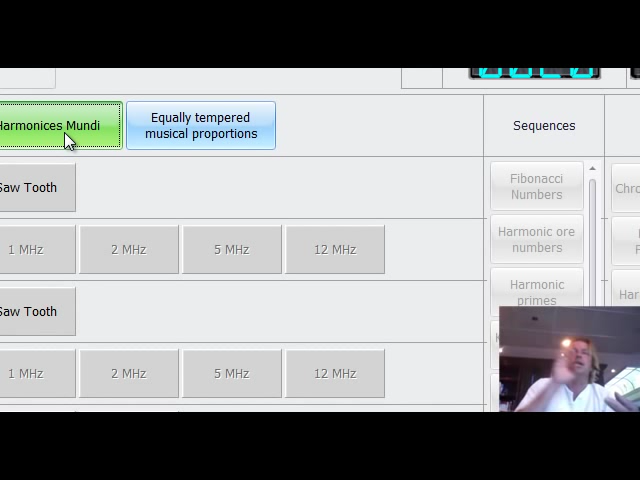 Harmonices Mundi
Equally tempered
musical proportions
Sequences
Saw Tooth
Fibonacci
Numbers
1 MHz
2 MHz
5 MHz
12 MHz
Harmonic ore
numbers
Saw Tooth
Harmonic
primes
1 MHz
2 MHz
5 MHz
12 MHz